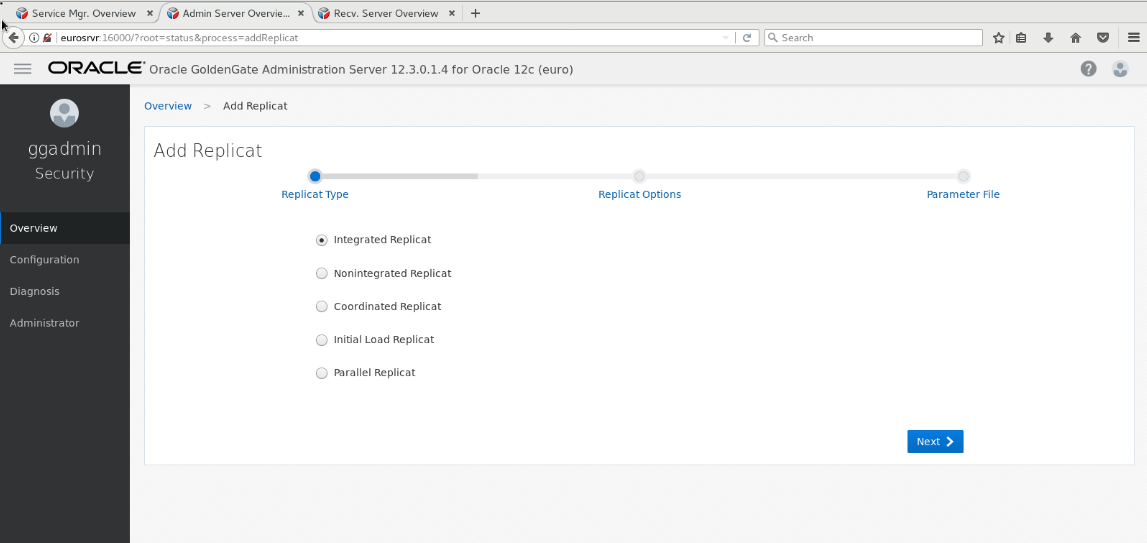 Service Mgr. Overview
Admin Server Overvie...
Recv. Server Overview
eurosrvr:16000/?root=status&process=addReplicat
Search
ORACLE Oracle GoldenGate Administration Server 12.3.0.1.4 for Oracle 12c (euro)
ggadmin
Security
Overview
Configuration
Diagnosis
Administrator
Overview > Add Replicat
Add Replicat
Replicat Type
Replicat Options
Parameter File
Integrated Replicat
Nonintegrated Replicat
Coordinated Replicat
Initial Load Replicat
Parallel Replicat
Next